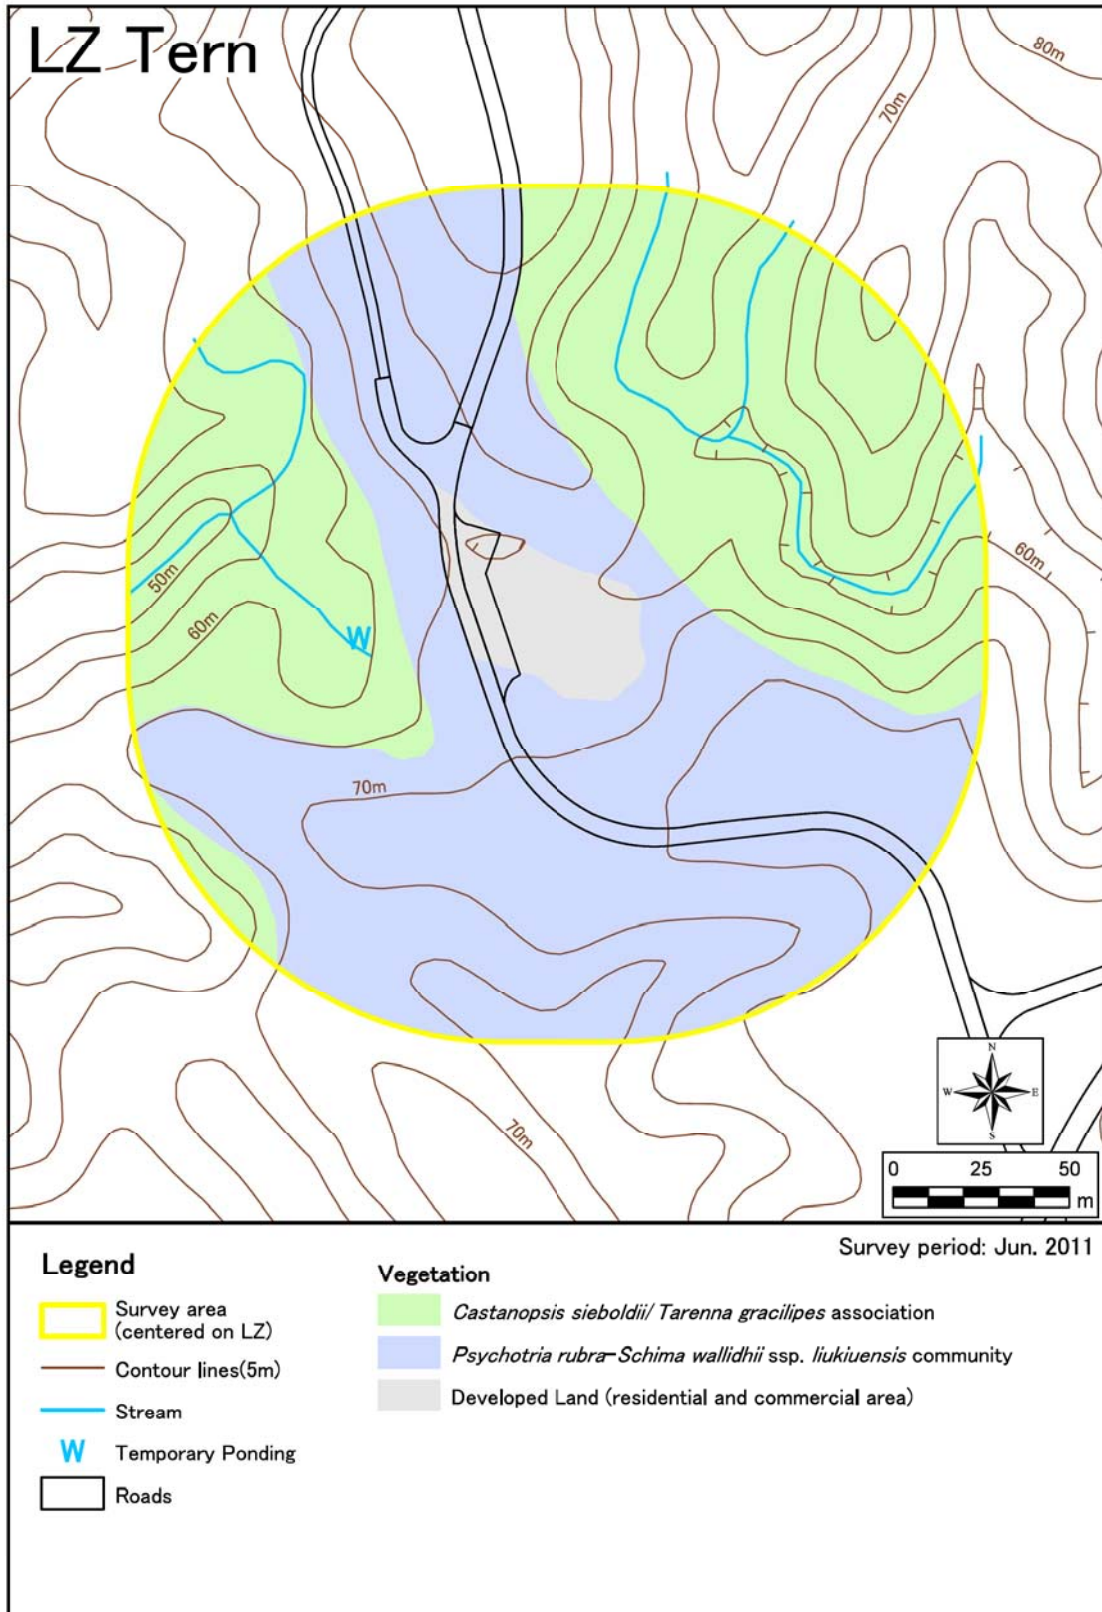 LZ Tern
80m
70m
60m
50m
60m
W
70m
70m
N
W E
S
0 25 50
m
Survey period: Jun. 2011
Legend
Survey area
(centered on LZ)
Contour lines(5m)
Stream
W Temporary Ponding
Roads
Vegetation
Castanopsis sieboldii/ Tarenna gracilipes association
Psychotria rubra-Schima wallidhii ssp. liukiuensis community
Developed Land (residential and commercial area)